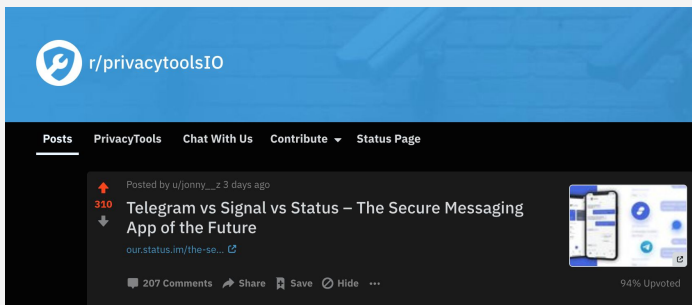 r/privacytoolsIO
Posts PrivacyTools Chat With Us Contribute Status Page
Posted by u/jonny__z 3 days ago
310
Telegram vs Signal vs Status – The Secure Messaging
App of the Future
our.status.im/the-se...
207 Comments Share Save Hide ...
94% Upvoted